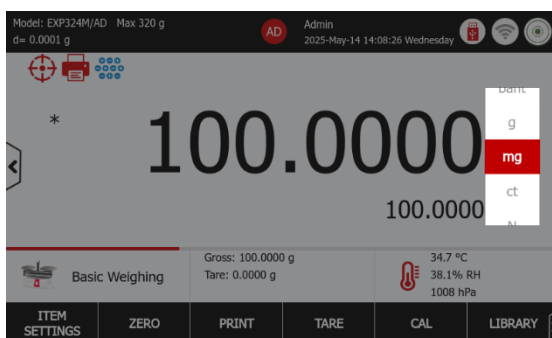 Model: EXP324M/AD Max 320 g
d= 0.0001 g
AD
Admin
2025-May-14 14:08:26 Wednesday
*
100.0000
100.0000
g
mg
ct
Basic Weighing
Gross: 100.0000 g
Tare: 0.0000 g
34.7 °C
38.1% RH
1008 hPa
ITEM SETTINGS
ZERO
PRINT
TARE
CAL
LIBRARY